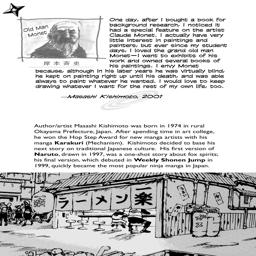 One day, after I bought a book for
background research, I noticed it
had a special feature on the artist
Claude Monet. I actually have very
little interest in paintings and
painters, but ever since my student
days, I loved the grand old man
Monet—I went to exhibits of his
work and owned several books of
his paintings. I envy Monet
because, although in his later years he was virtually blind,
he kept on painting right up until his death, and was able
always to paint whatever he wanted. I would love to keep
drawing whatever I want for the rest of my own life, too.
Old Man
Monet
岸本斉史
—Masashi Kishimoto, 2001
Author/artist Masashi Kishimoto was born in 1974 in rural
Okayama Prefecture, Japan. After spending time in art college,
he won the Hop Step Award for new manga artists with his
manga Karakuri (Mechanism). Kishimoto decided to base his
next story on traditional Japanese culture. His first version of
Naruto, drawn in 1997, was a one-shot story about fox spirits;
his final version, which debuted in Weekly Shonen Jump in
1999, quickly became the most popular ninja manga in Japan.
ラーメン楽